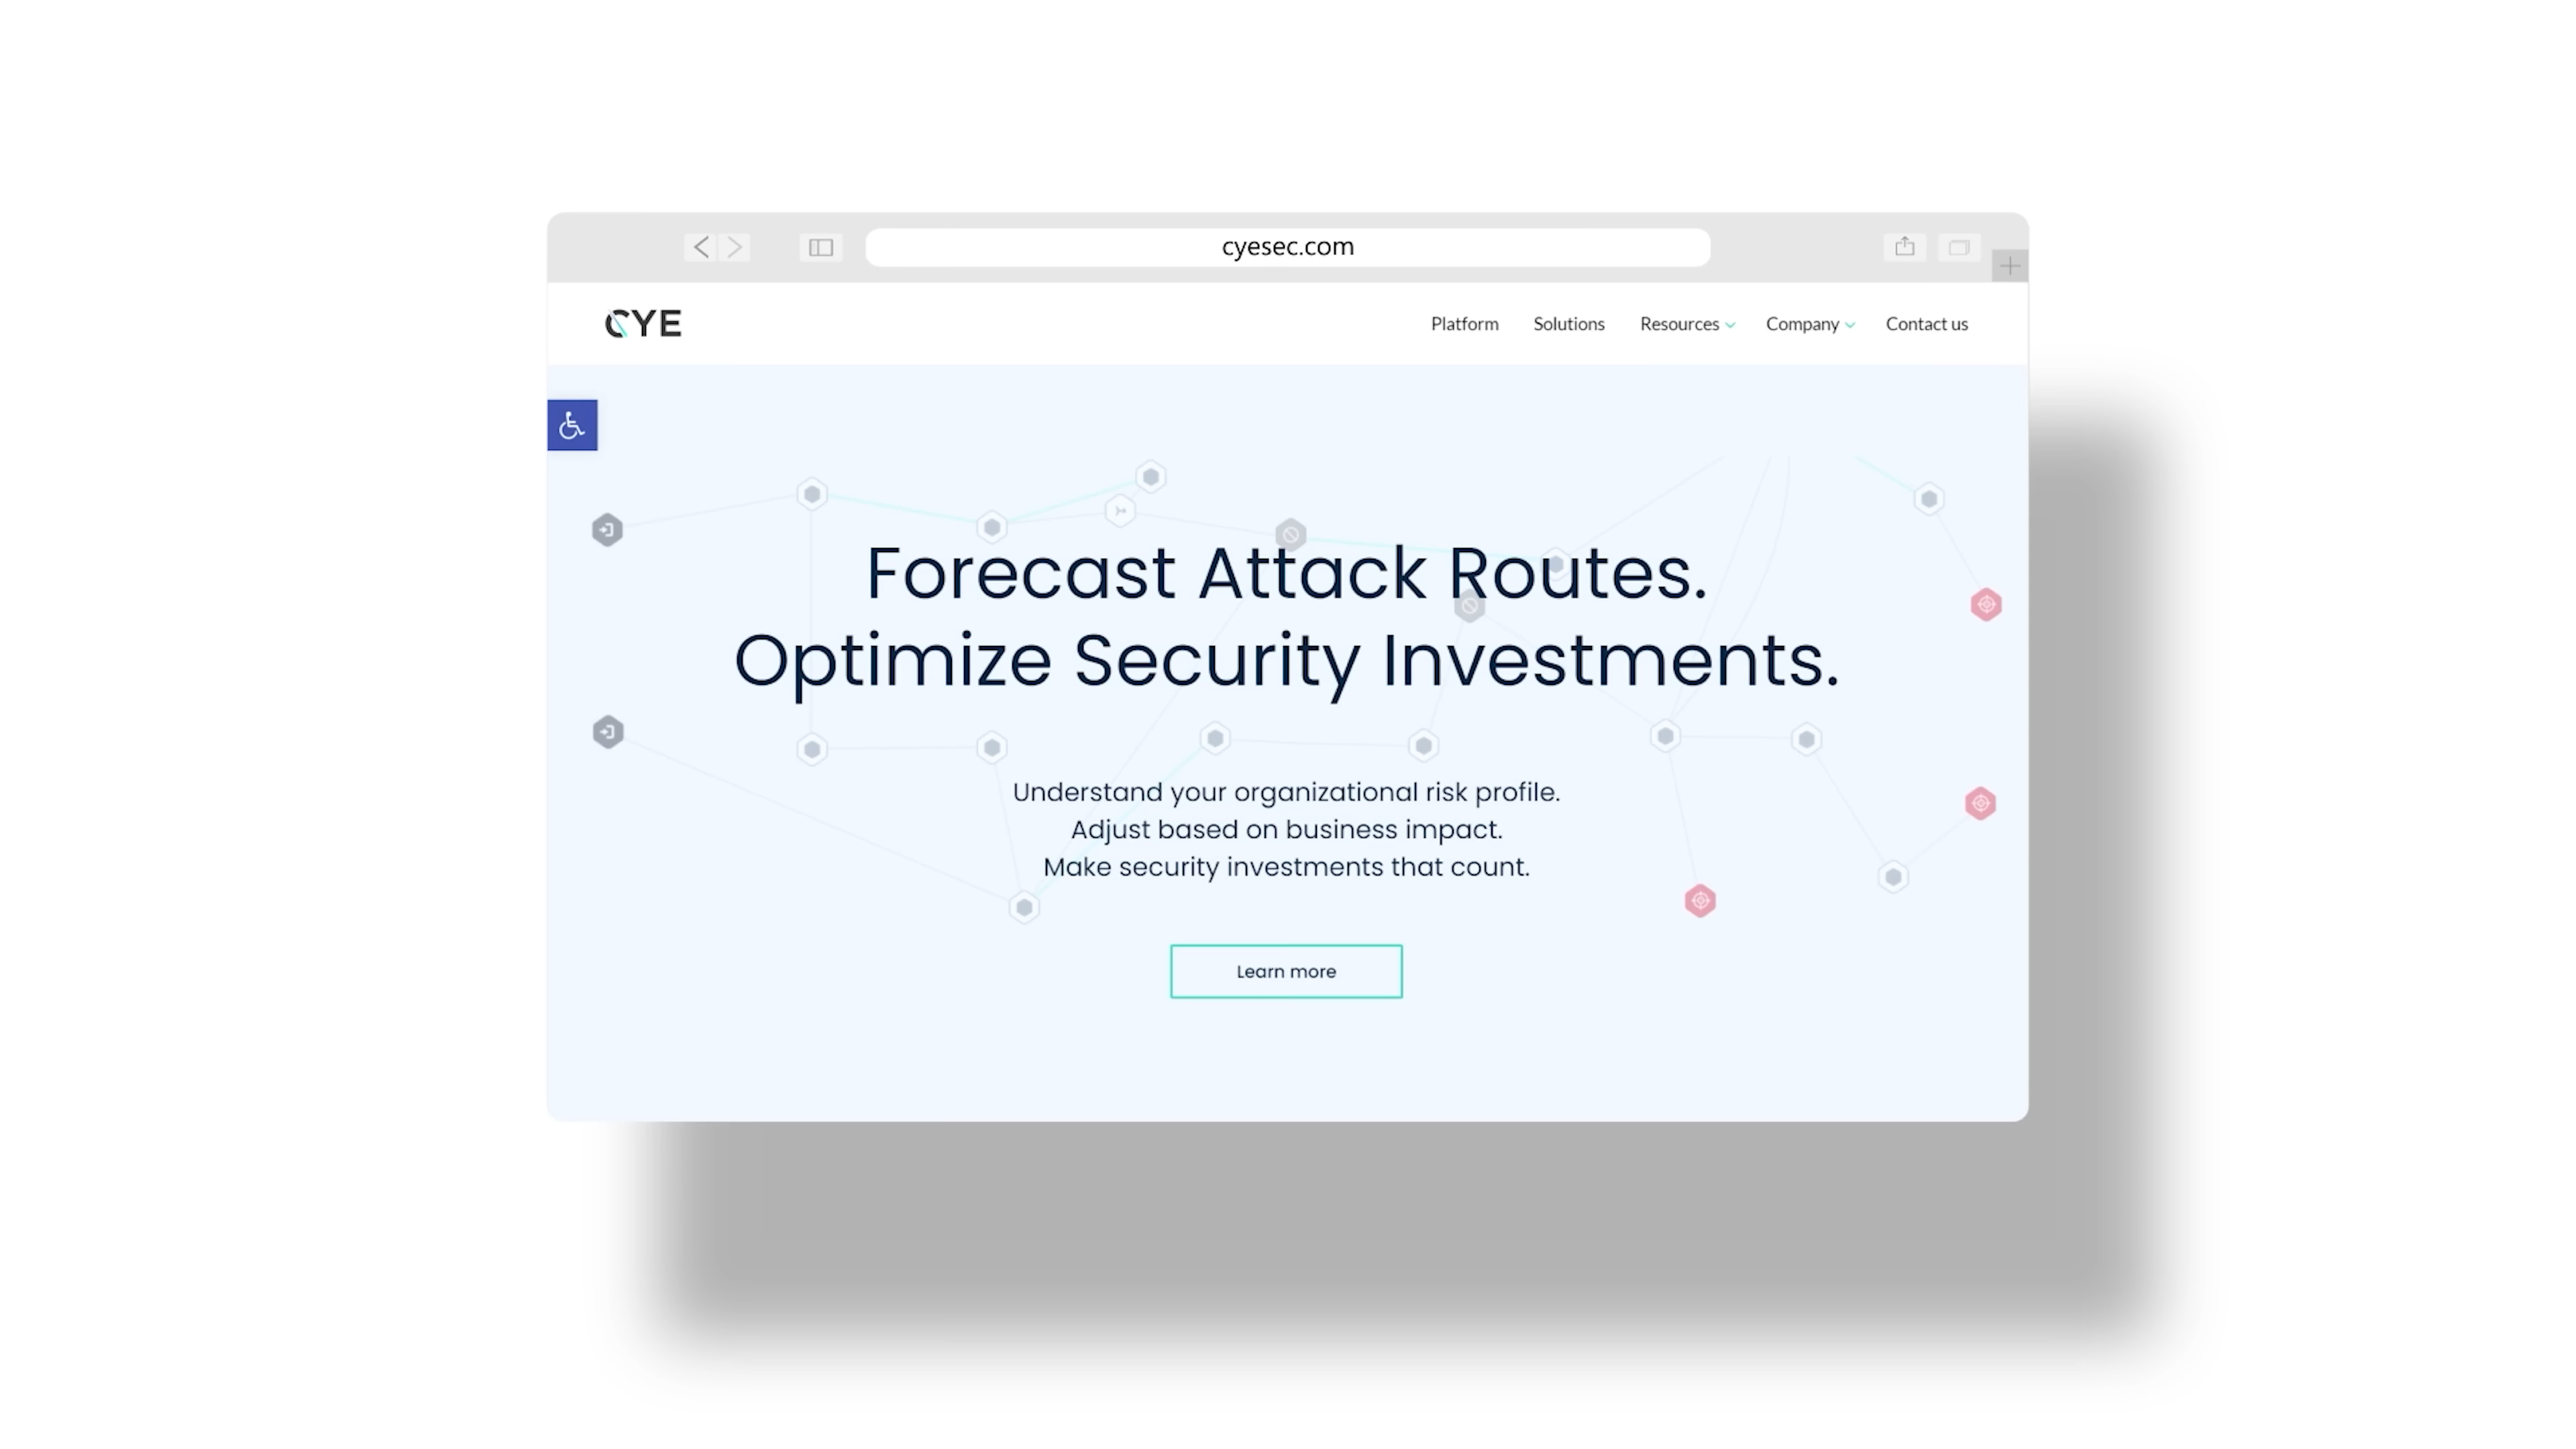 cyesec.com
CYE
Platform Solutions Resources Company Contact us
Forecast Attack Routes.
Optimize Security Investments.
Understand your organizational risk profile.
Adjust based on business impact.
Make security investments that count.
Learn more